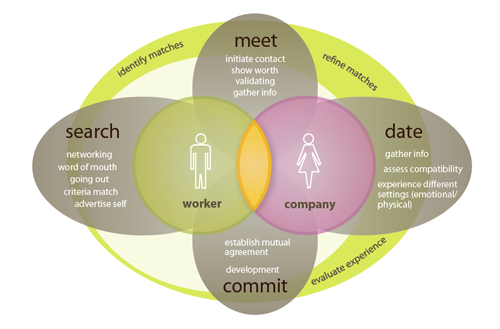 meet
initiate contact
show worth
validating
gather info
identify matches
refine matches
search
networking
word of mouth
going out
criteria match
advertise self
worker
company
date
gather info
assess compatibility
experience different
settings (emotional/
physical)
establish mutual
agreement
development
commit
evaluate experience